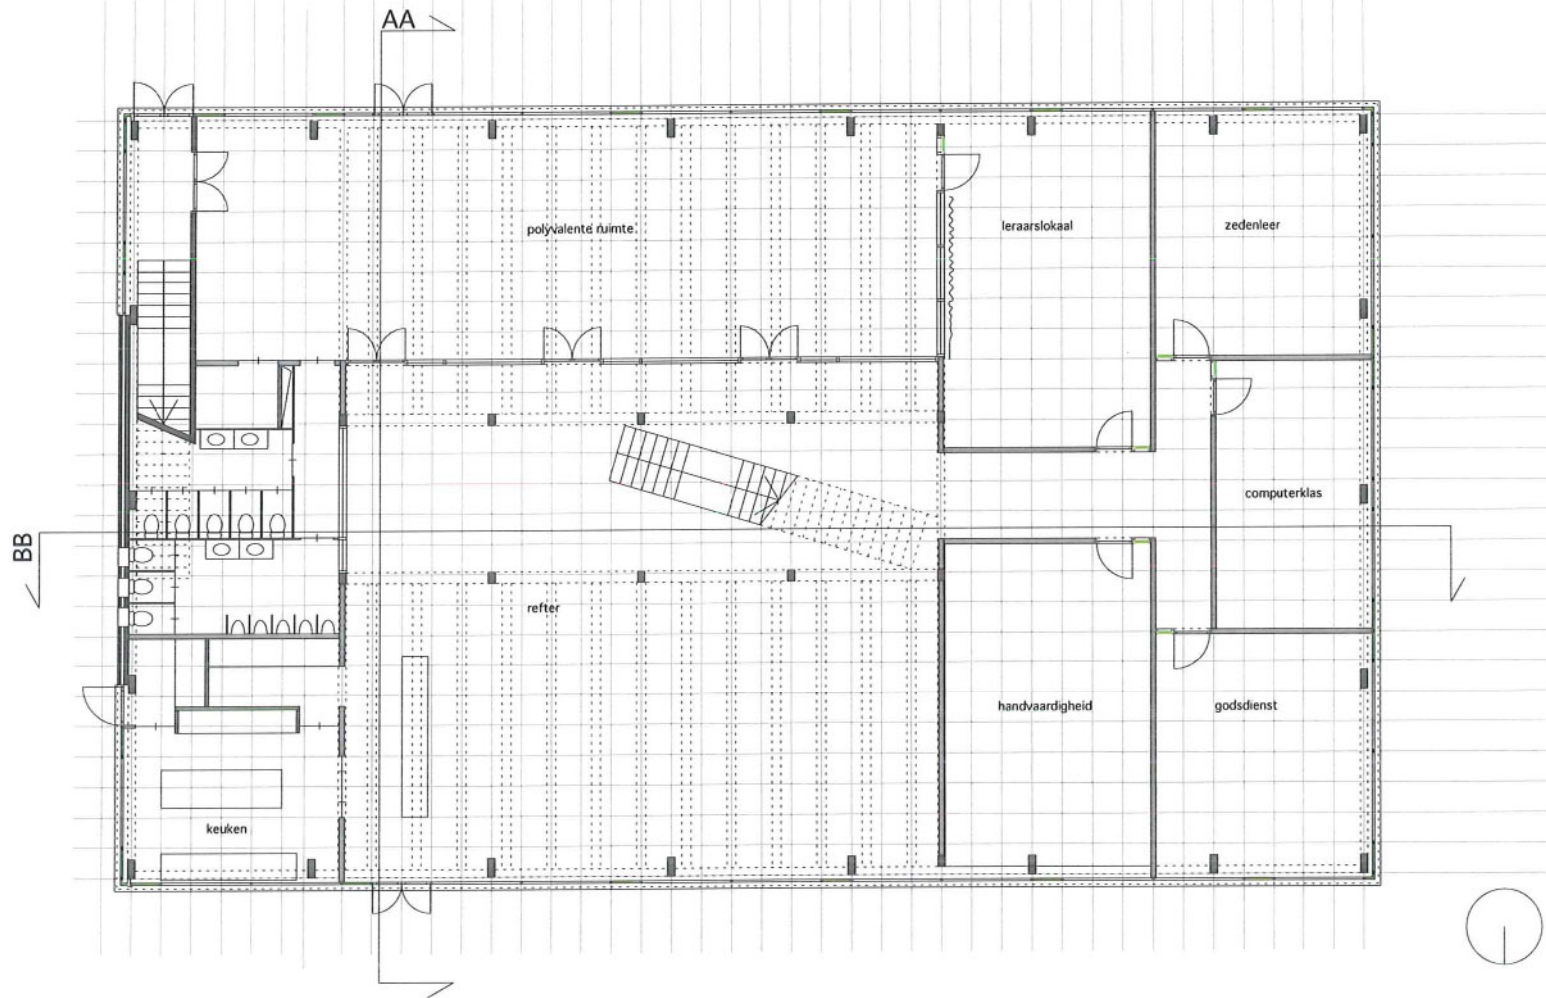 AA
polyvalente ruimte
leraarslokaal
zedenleer
computerklas
BB
refter
handvaardigheid
godsdienst
keuken